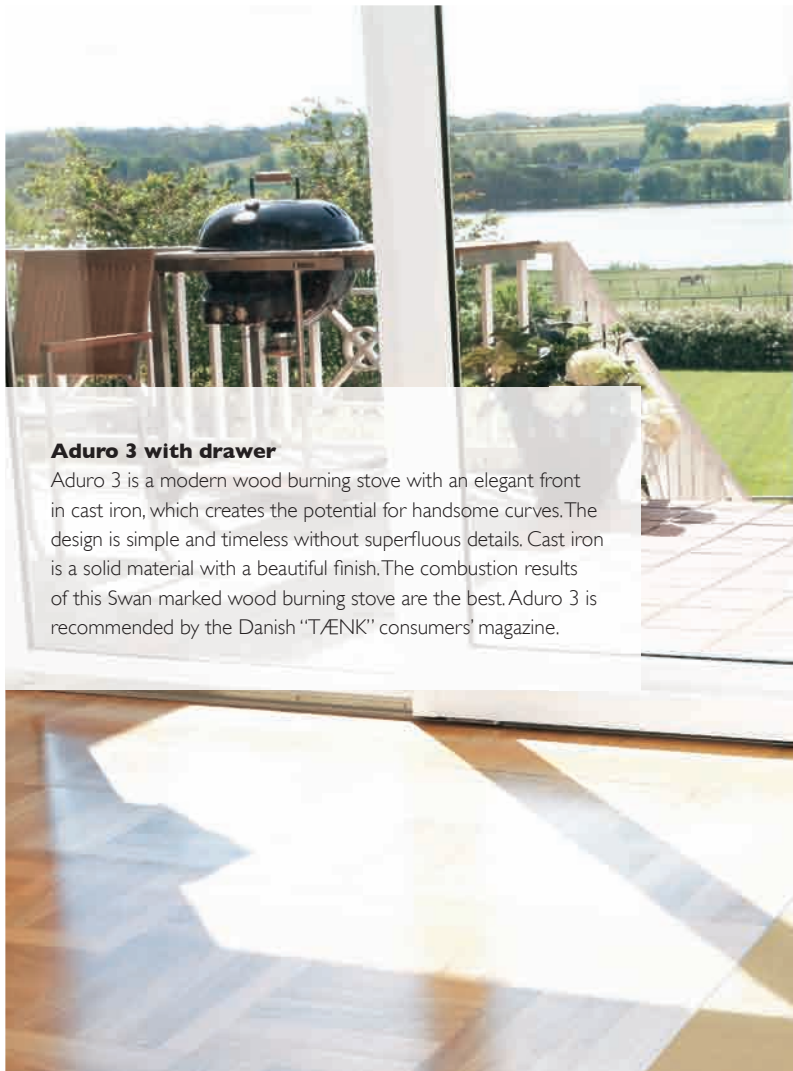 Aduro 3 with drawer
Aduro 3 is a modern wood burning stove with an elegant front
in cast iron, which creates the potential for handsome curves. The
design is simple and timeless without superfluous details. Cast iron
is a solid material with a beautiful finish. The combustion results
of this Swan marked wood burning stove are the best. Aduro 3 is
recommended by the Danish “TÆNK” consumers’ magazine.